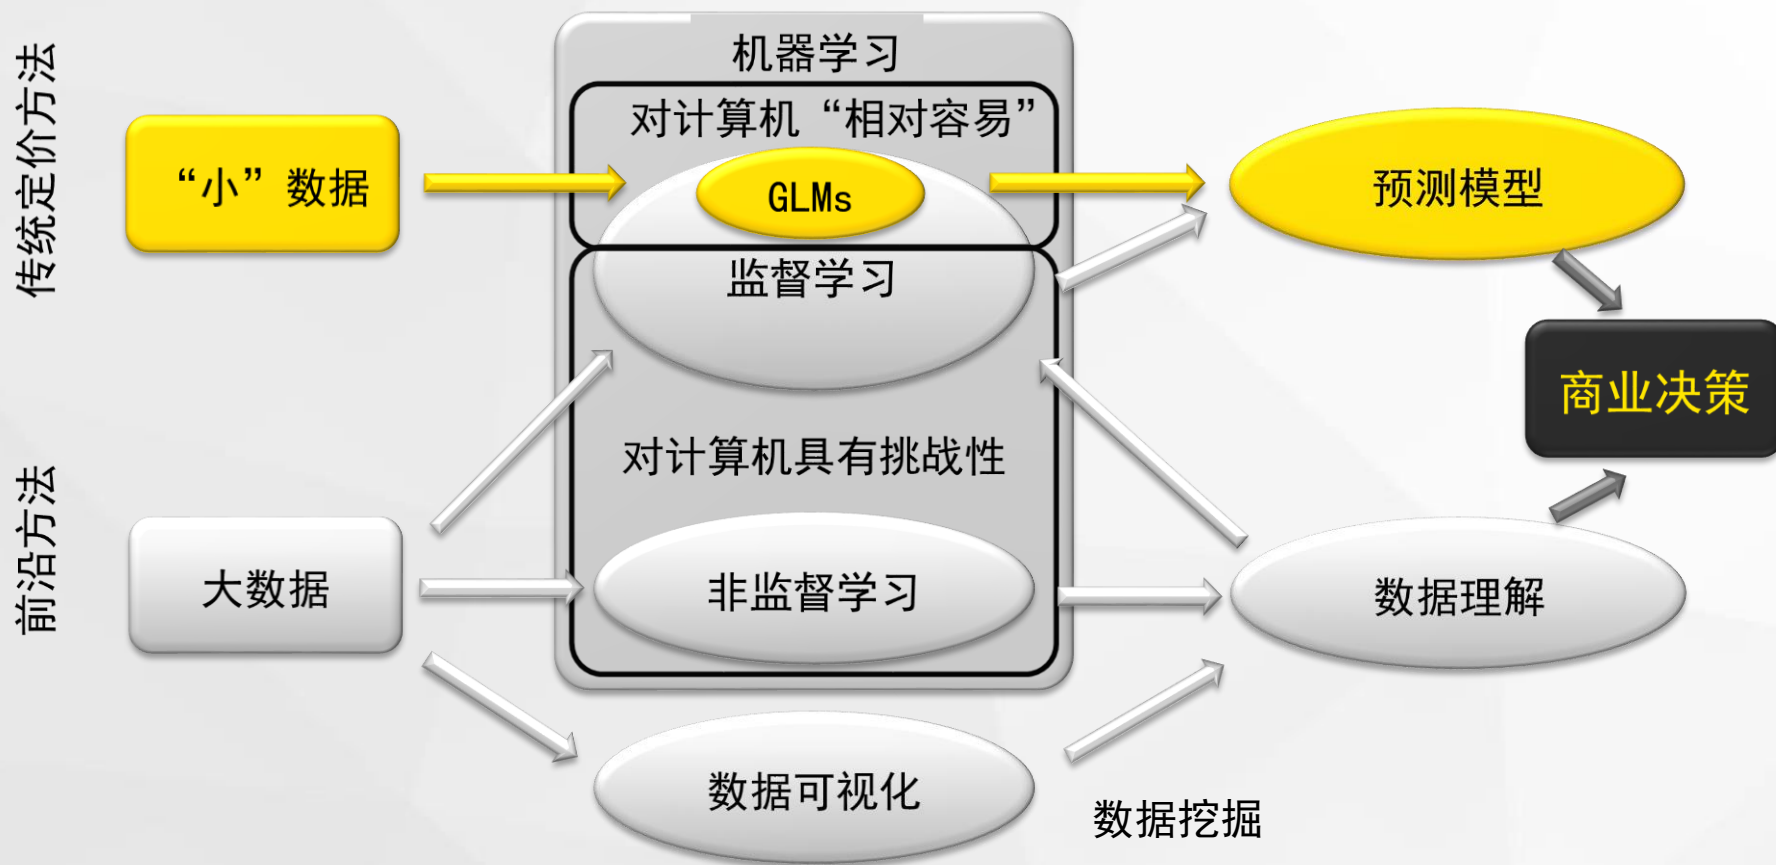 传统定价方法
机器学习
对计算机“相对容易”
“小”数据
GLMs
预测模型
监督学习
商业决策
对计算机具有挑战性
前沿方法
大数据
非监督学习
数据理解
数据可视化
数据挖掘